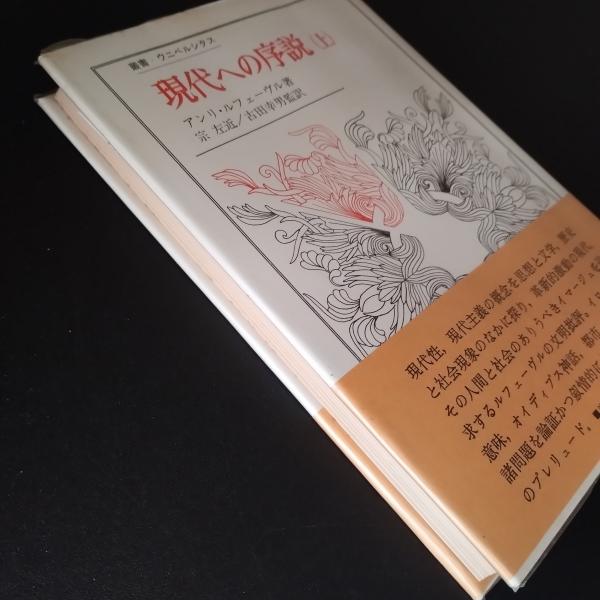 叢書/ウニベルシタス
現代への序説〔上〕
アンリ・ルフェーヴル著
宗 左近/古田幸男監訳
現代性，現代主義の概念を思想と文学，歴史
と社会現象のなかに探り，革新的激動の現代
その人間と社会のありうべきイマージュを
求するルフェーヴルの文明批評。イロ
意味，オイディプス神話，都市
諸問題を論証かつ叙情的に
のプレリュード。